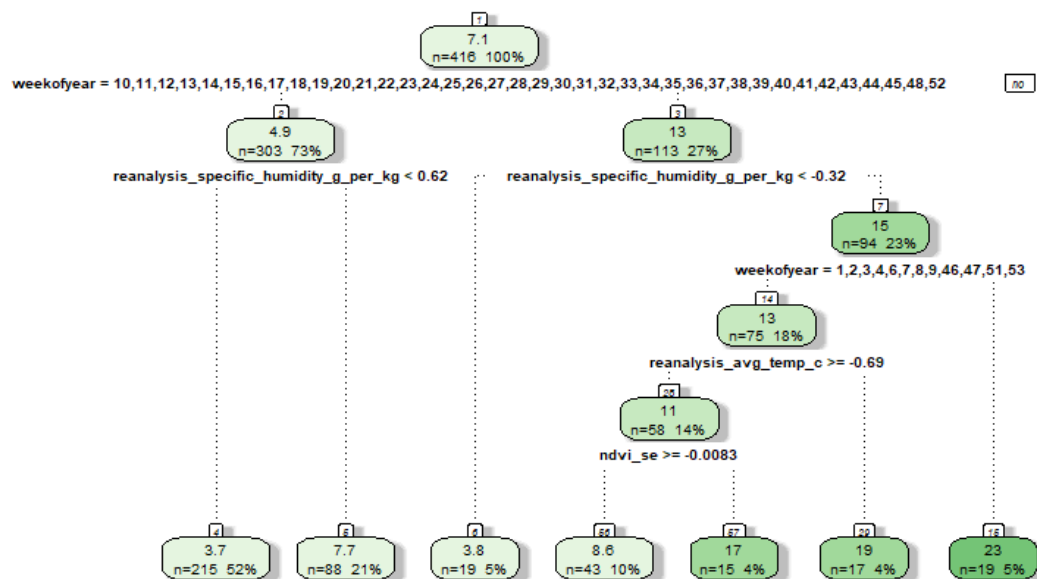 1
7.1
n=416 100%
weekofyear = 10,11,12,13,14,15,16,17,18,19,20,21,22,23,24,25,26,27,28,29,30,31,32,33,34,35,36,37,38,39,40,41,42,43,44,45,48,52
no
2
3
4.9
n=303 73%
13
n=113 27%
reanalysis_specific_humidity_g_per_kg < 0.62
reanalysis_specific_humidity_g_per_kg < -0.32
7
15
n=94 23%
weekofyear = 1,2,3,4,6,7,8,9,46,47,51,53
14
13
n=75 18%
reanalysis_avg_temp_c >= -0.69
11
n=58 14%
ndvi_se >= -0.0083
4
5
6
57
3.7
n=215 52%
7.7
n=88 21%
3.8
n=19 5%
8.6
n=43 10%
17
n=15 4%
19
n=17 4%
23
n=19 5%